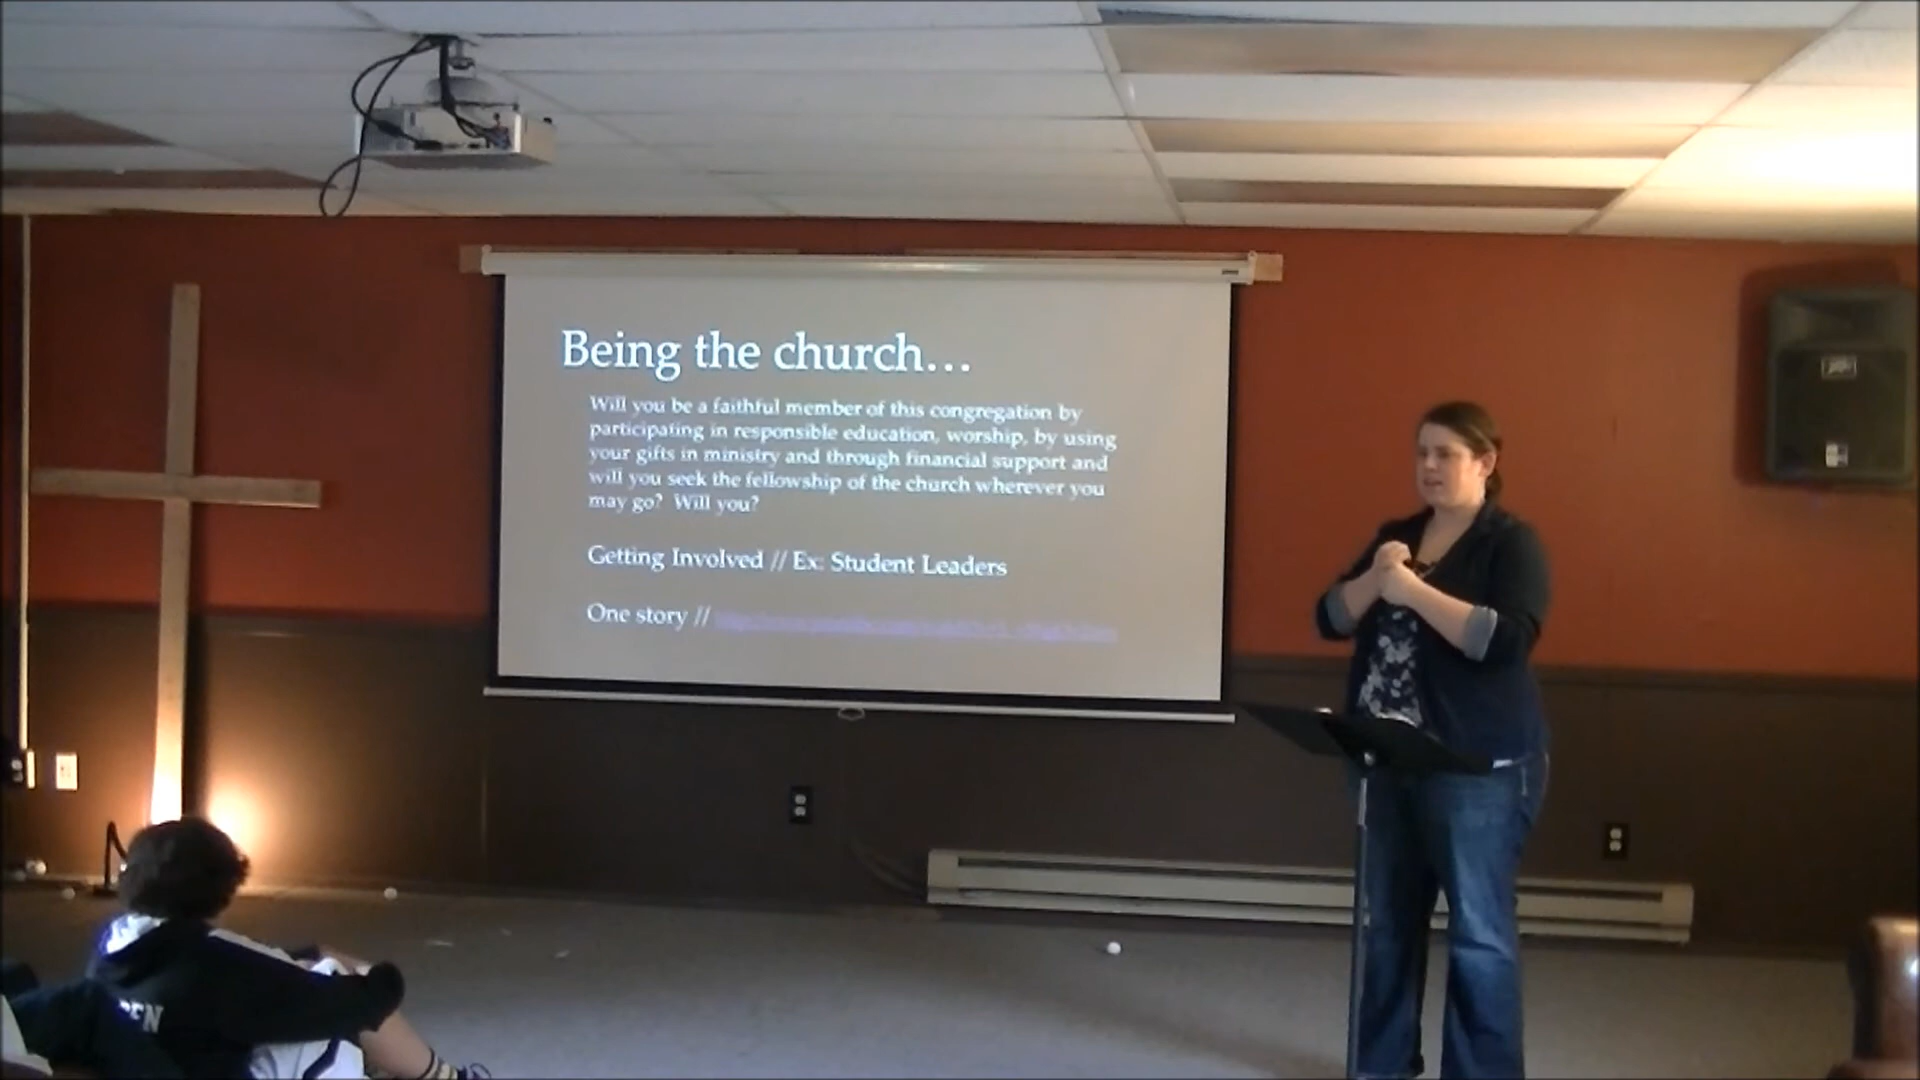 Being the church...
Will you be a faithful member of this congregation by
participating in responsible education, worship, by using
your gifts in ministry and through financial support and
will you seek the fellowship of the church wherever you
may go? Will you?
Getting Involved // Ex: Student Leaders
One story //